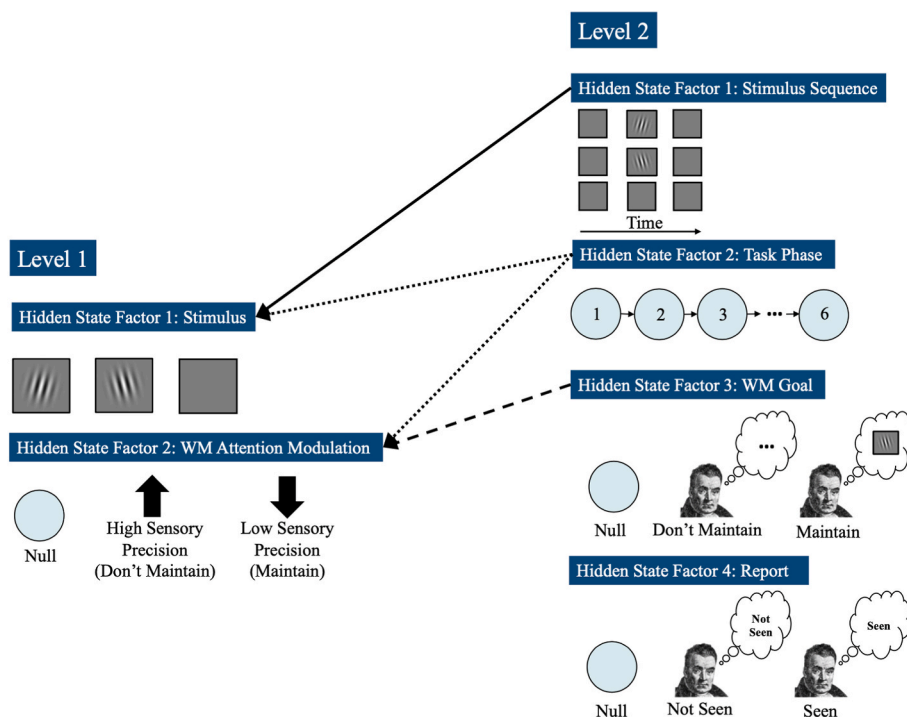 Level 2
Hidden State Factor 1: Stimulus Sequence
Time
Level 1
Hidden State Factor 2: Task Phase
Hidden State Factor 1: Stimulus
1
2
3
...
6
Hidden State Factor 3: WM Goal
Hidden State Factor 2: WM Attention Modulation
...
Null
High Sensory
Precision
(Don't Maintain)
Low Sensory
Precision
(Maintain)
Null
Don't Maintain
Maintain
Hidden State Factor 4: Report
Not
Seen
Seen
Null
Not Seen
Seen